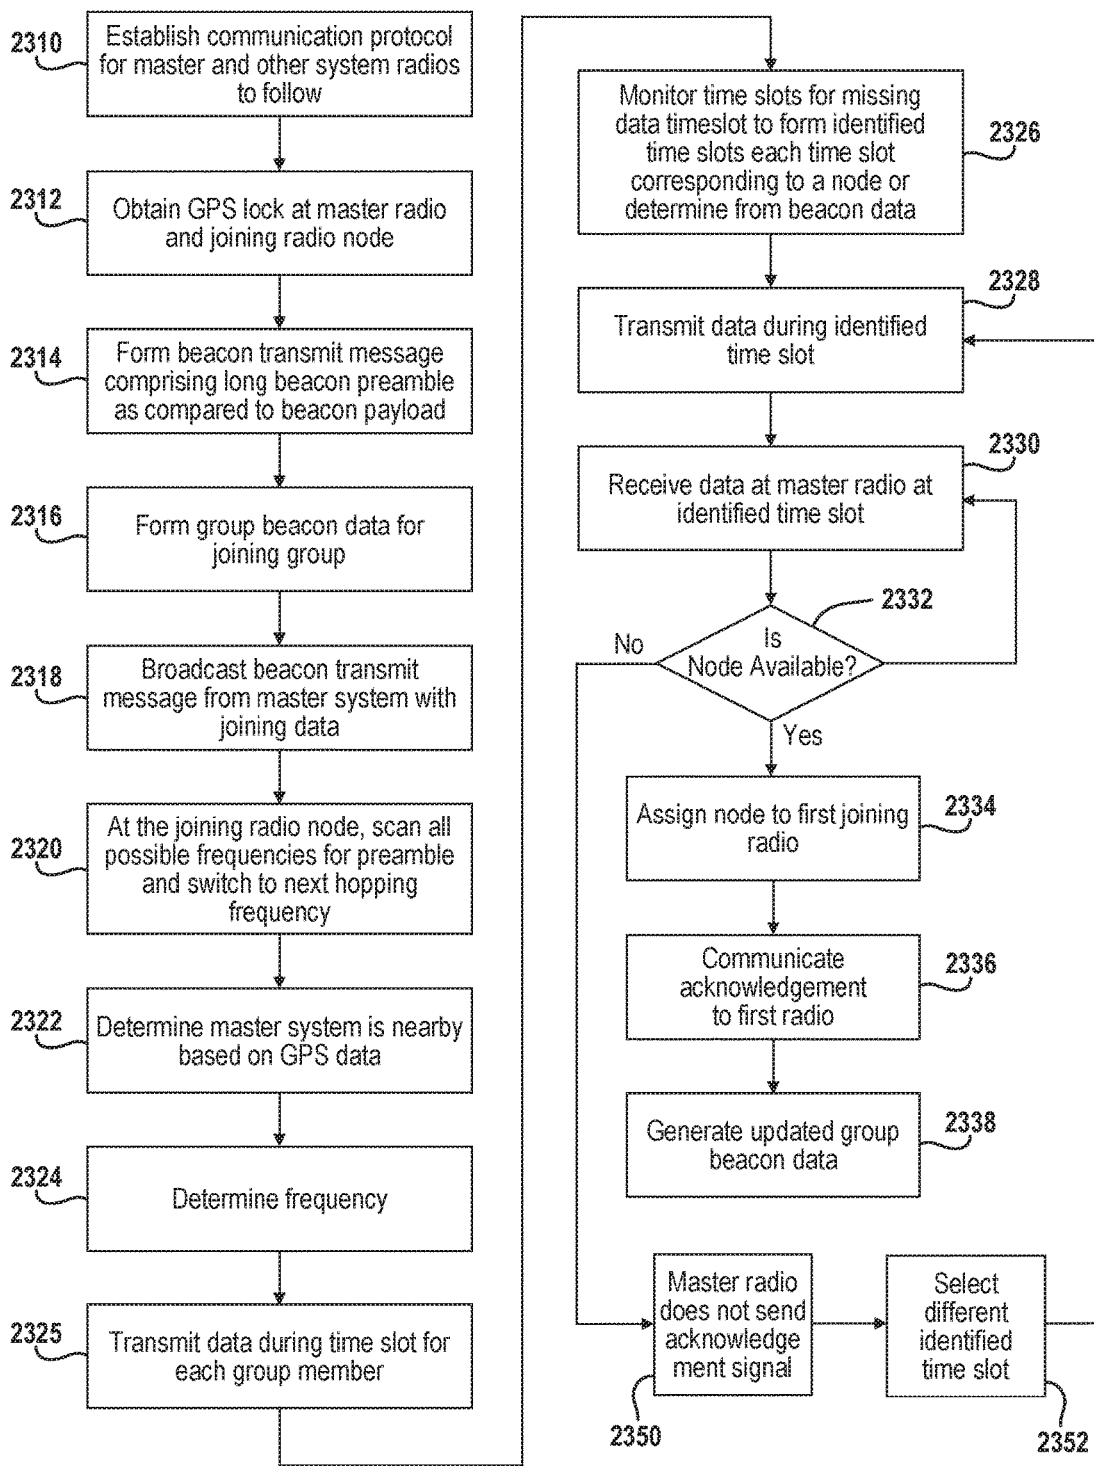 2310
Establish communication protocol
for master and other system radios
to follow
2312
Obtain GPS lock at master radio
and joining radio node
2314
Form beacon transmit message
comprising long beacon preamble
as compared to beacon payload
2316
Form group beacon data for
joining group
2318
Broadcast beacon transmit
message from master system with
joining data
2320
At the joining radio node, scan all
possible frequencies for preamble
and switch to next hopping
frequency
2322
Determine master system is nearby
based on GPS data
2324
Determine frequency
2325
Transmit data during time slot for
each group member
Monitor time slots for missing
data timeslot to form identified
time slots each time slot
corresponding to a node or
determine from beacon data
2326
2328
Transmit data during identified
time slot
2330
Receive data at master radio at
identified time slot
2332
Is
Node Available?
No
Yes
Assign node to first joining
radio
2334
Communicate
acknowledgement
to first radio
2336
Generate updated group
beacon data
2338
Master radio
does not send
acknowledge
ment signal
2350
Select
different
identified
time slot
2352